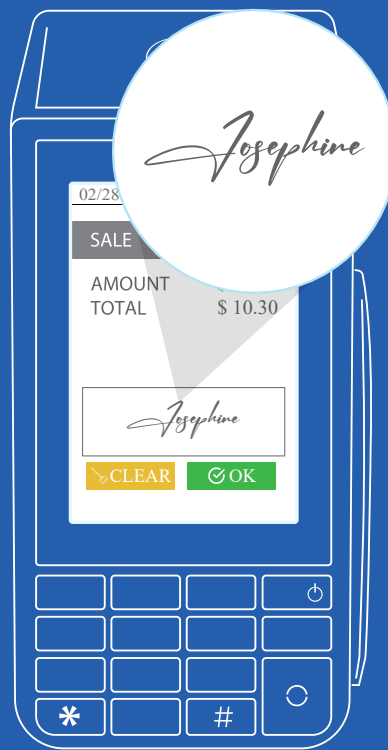 Josephine
02/28
SALE
AMOUNT $
TOTAL $ 10.30
Josephine
CLEAR OK
*
#